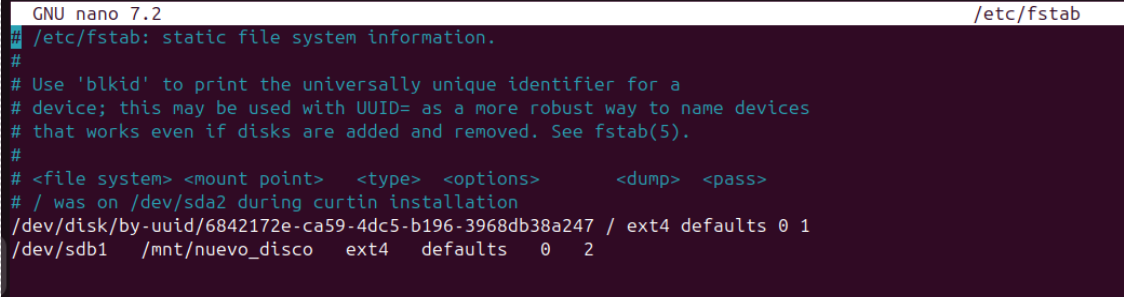 GNU nano 7.2 /etc/fstab
# /etc/fstab: static file system information.
#
# Use 'blkid' to print the universally unique identifier for a
# device; this may be used with UUID= as a more robust way to name devices
# that works even if disks are added and removed. See fstab(5).
#
# <file system> <mount point>   <type>  <options>       <dump>  <pass>
# / was on /dev/sda2 during curtin installation
/dev/disk/by-uuid/6842172e-ca59-4dc5-b196-3968db38a247 / ext4 defaults 0 1
/dev/sdb1   /mnt/nuevo_disco   ext4   defaults   0   2